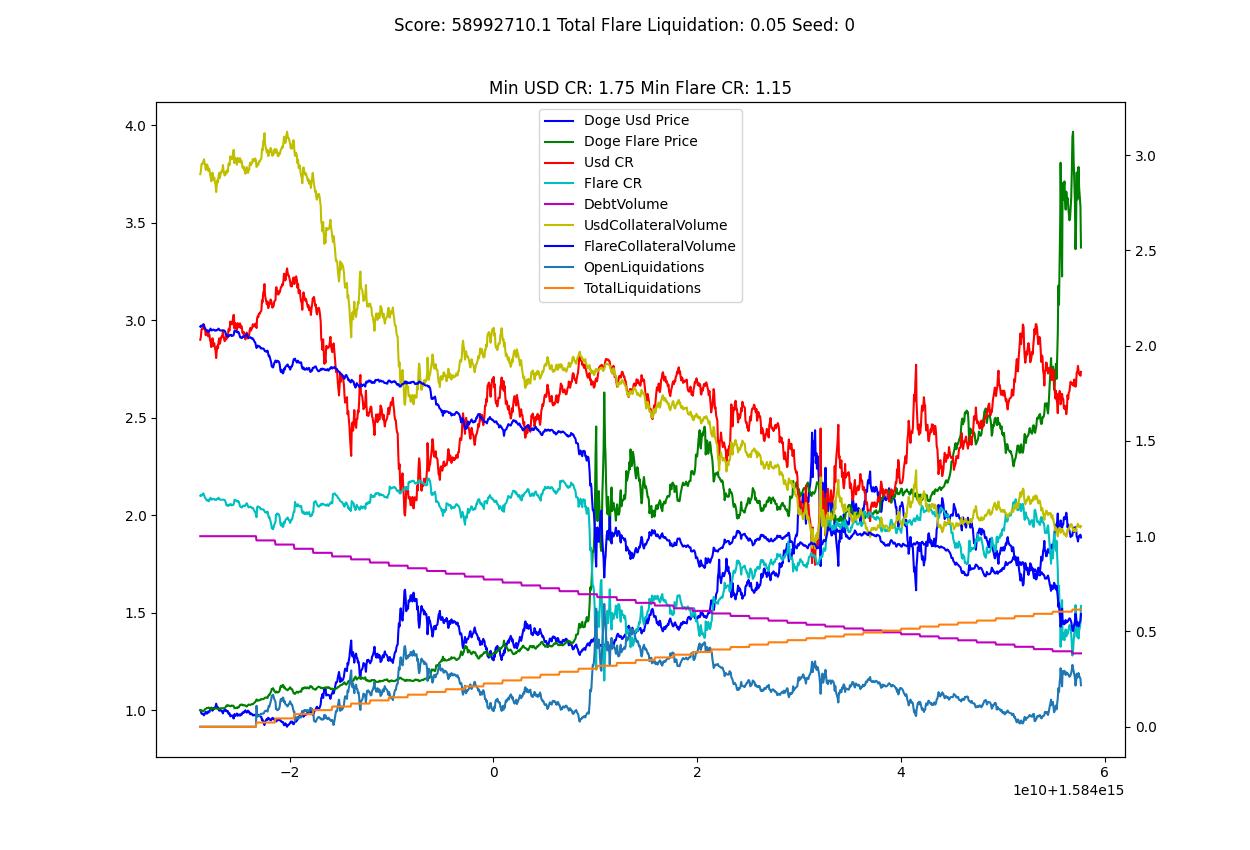 Score: 58992710.1 Total Flare Liquidation: 0.05 Seed: 0
Min USD CR: 1.75 Min Flare CR: 1.15
Doge Usd Price
Doge Flare Price
Usd CR
Flare CR
DebtVolume
UsdCollateralVolume
FlareCollateralVolume
OpenLiquidations
TotalLiquidations
4.0
3.5
3.0
2.5
2.0
1.5
1.0
3.0
2.5
2.0
1.5
1.0
0.5
0.0
−2
0
2
4
6
1e10+1.584e15